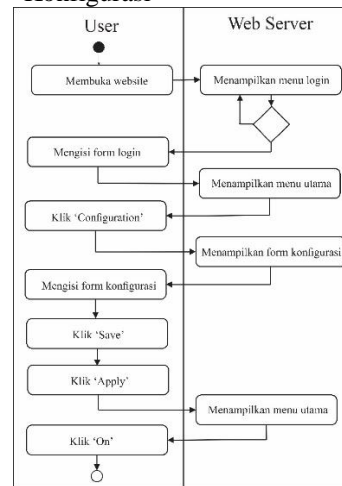 Konfigurasi
User
Web Server
Membuka website
Menampilkan menu login
Mengisi form login
Menampilkan menu utama
Klik ‘Configuration’
Menampilkan form konfigurasi
Mengisi form konfigurasi
Klik ‘Save’
Klik ‘Apply’
Menampilkan menu utama
Klik ‘On’